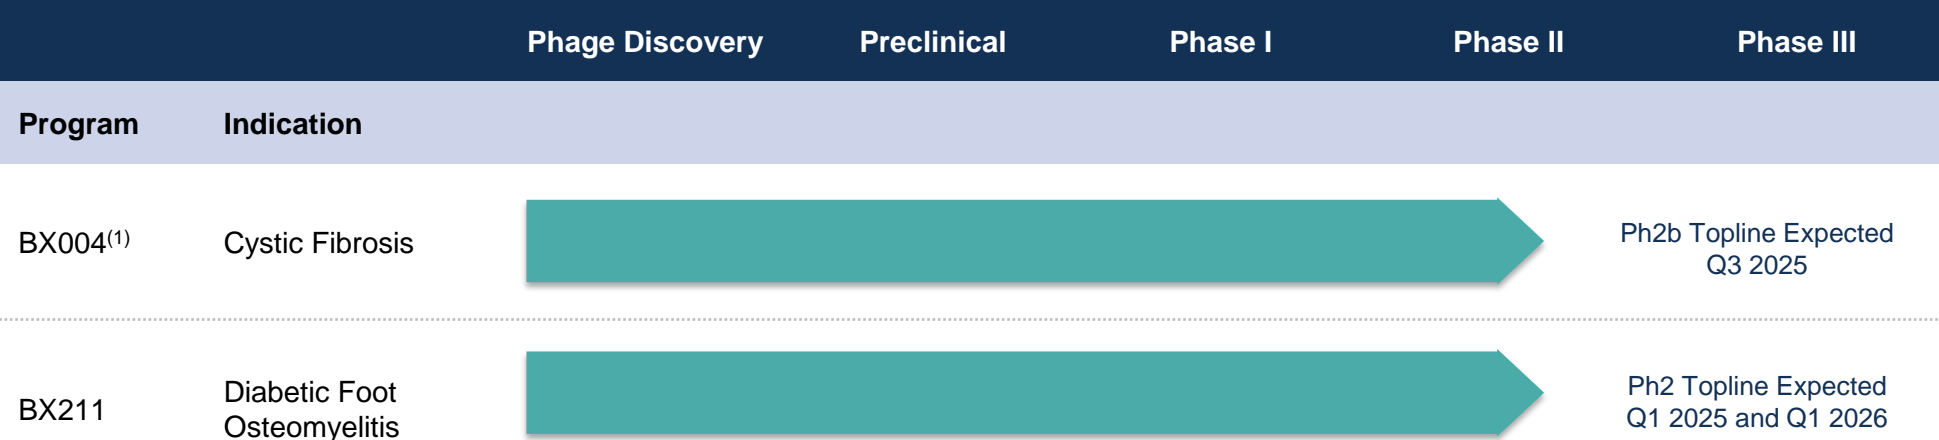 Phage Discovery Preclinical Phase I Phase II Phase III
Program Indication
BX004(1) Cystic Fibrosis
Ph2b Topline Expected
Q3 2025
BX211
Diabetic Foot
Osteomyelitis
Ph2 Topline Expected
Q1 2025 and Q1 2026